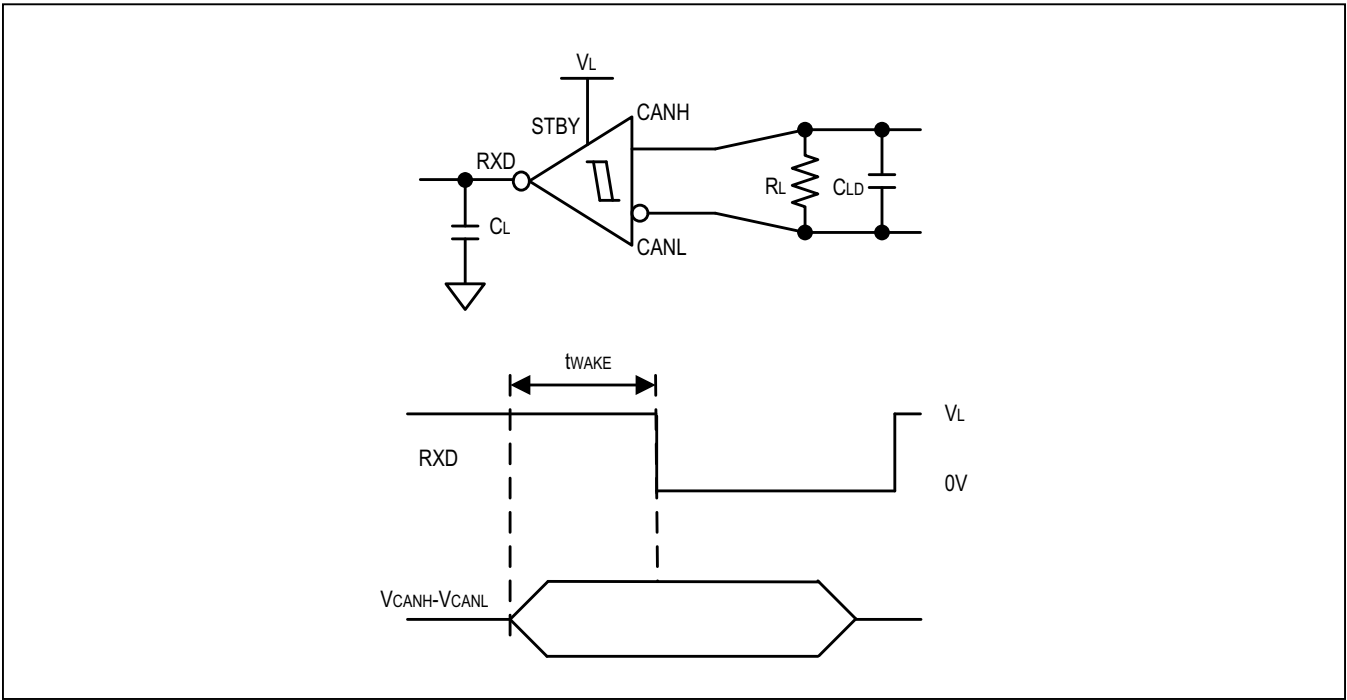 VL
STBY
CANH
RXD
RL
CLD
CL
CANL
tWAKE
VL
RXD
0V
VCANH-VCANL